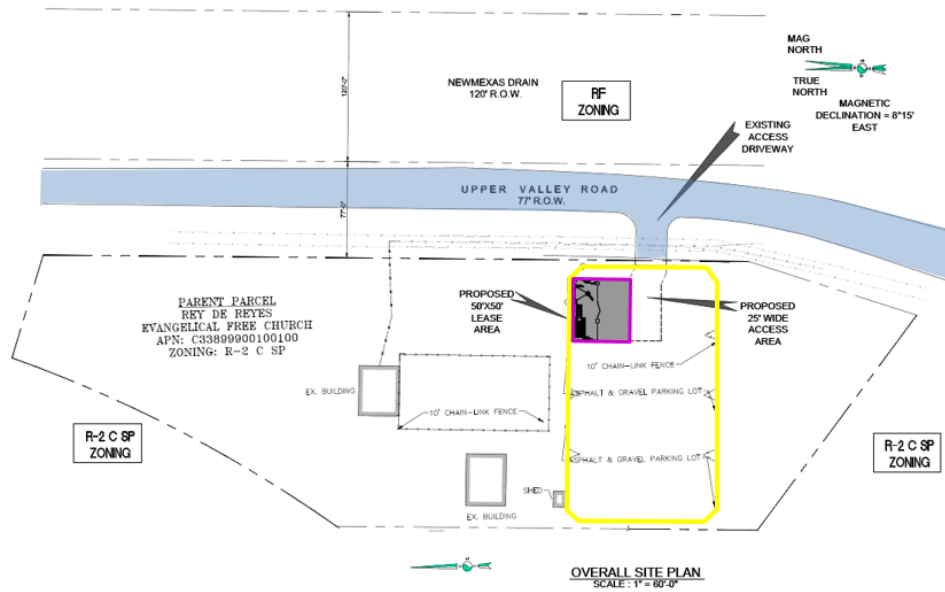 MAG
NORTH
TRUE
NORTH
MAGNETIC
DECLINATION = 8°15'
EAST
NEWMEXAS DRAIN
120' R.O.W.
RF
ZONING
120'-0"
EXISTING
ACCESS
DRIVEWAY
UPPER VALLEY ROAD
77' R.O.W.
77'-0"
PARENT PARCEL
REY DE REYES
EVANGELICAL FREE CHURCH
APN: C33899900100100
ZONING: R-2 C SP
PROPOSED
50'X50'
LEASE
AREA
PROPOSED
25' WIDE
ACCESS
AREA
10' CHAIN-LINK FENCE
EX. BUILDING
ASPHALT & GRAVEL PARKING LOT
10' CHAIN-LINK FENCE
R-2 C SP
ZONING
R-2 C SP
ZONING
ASPHALT & GRAVEL PARKING LOT
SHED
EX. BUILDING
OVERALL SITE PLAN
SCALE : 1" = 60'-0"